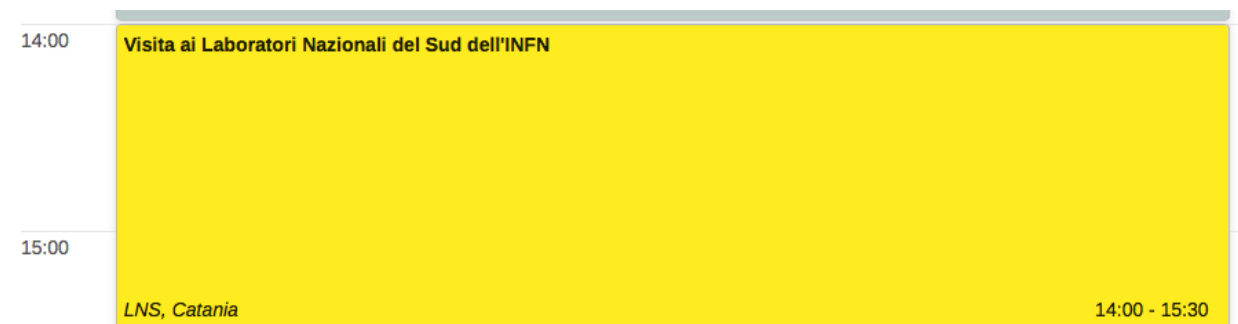 14:00
Visita ai Laboratori Nazionali del Sud dell'INFN
15:00
LNS, Catania
14:00 - 15:30